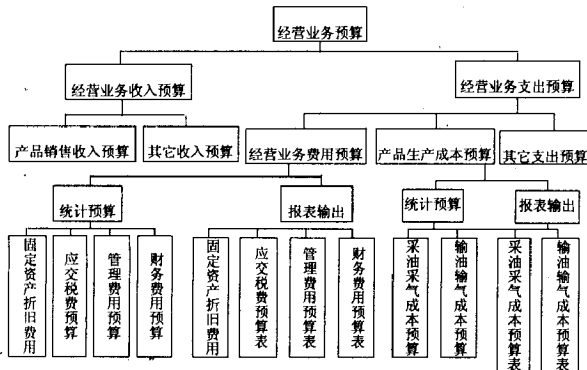 经营业务预算
经营业务收入预算
经营业务支出预算
产品销售收入预算
其它收入预算
经营业务费用预算
产品生产成本预算
其它支出预算
统计预算
报表输出
统计预算
报表输出
固定资产折旧费用
应交税费预算
管理费用预算
财务费用预算
固定资产折旧费用
应交税费预算表
管理费用预算表
财务费用预算表
采油采气成本预算
输油输气成本预算
采油采气成本预算表
输油输气成本预算表